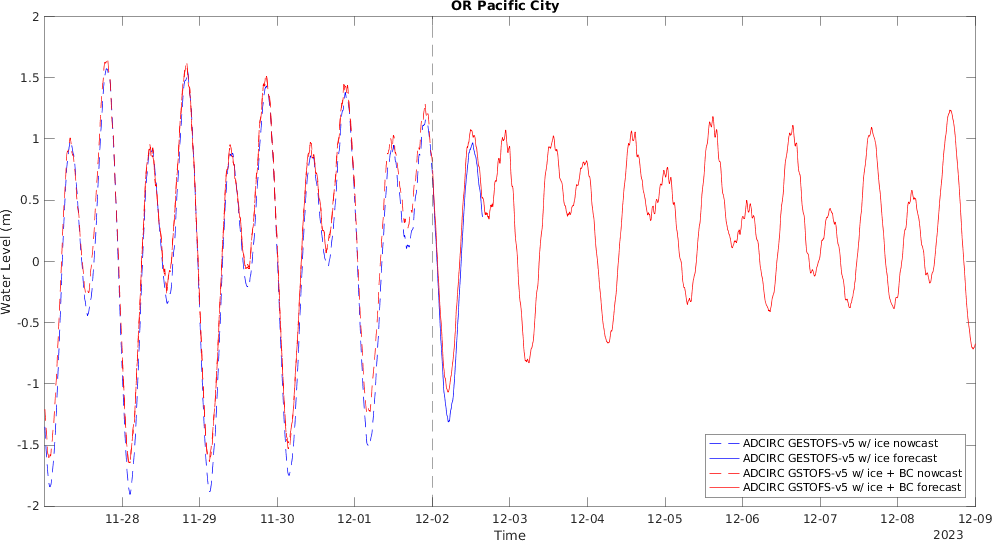 OR Pacific City
2
1.5
1
0.5
0
-0.5
-1
-1.5
-2
Water Level (m)
ADCIRC GESTOFS-v5 w/ ice nowcast
ADCIRC GESTOFS-v5 w/ ice forecast
ADCIRC GSTOFS-v5 w/ ice + BC nowcast
ADCIRC GSTOFS-v5 w/ ice + BC forecast
11-28 11-29 11-30 12-01 12-02 12-03 12-04 12-05 12-06 12-07 12-08 12-09
Time
2023